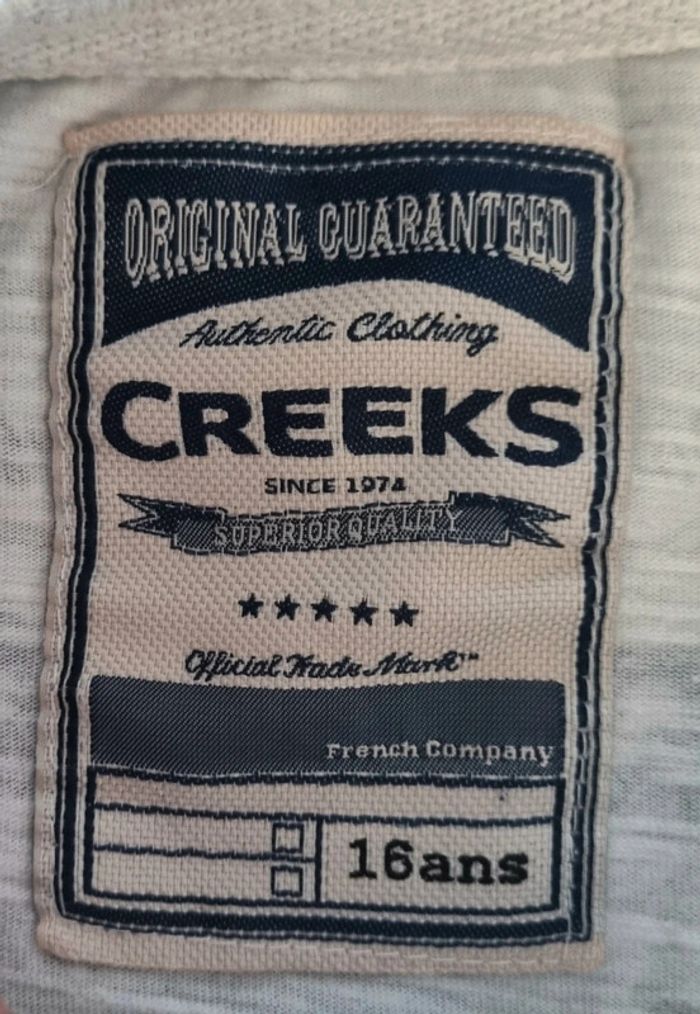 ORIGINAL GUARANTEED
Authentic Clothing
CREEKS
SINCE 1974
SUPERIOR QUALITY
Official Trade Mark™
French Company
16ans